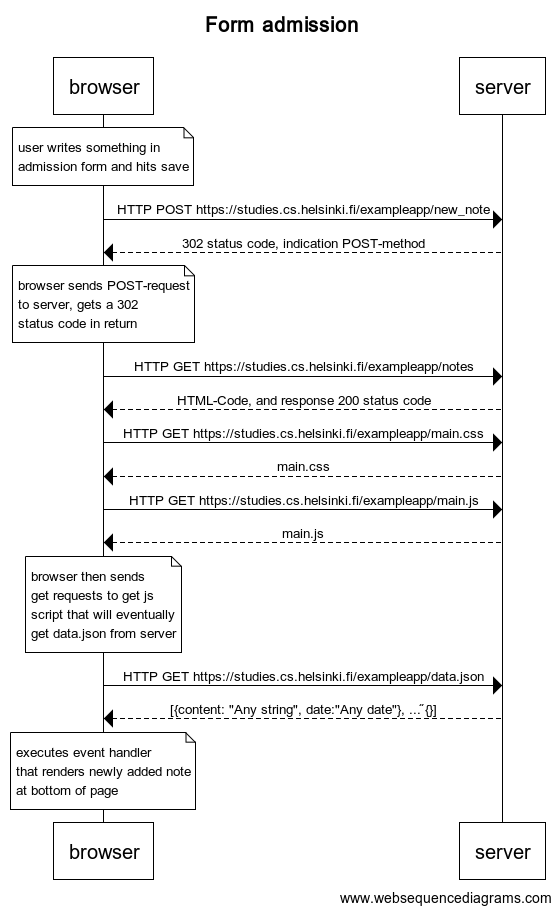 Form admission
browser
server
user writes something in
admission form and hits save
HTTP POST https://studies.cs.helsinki.fi/exampleapp/new_note
302 status code, indication POST-method
browser sends POST-request
to server, gets a 302
status code in return
HTTP GET https://studies.cs.helsinki.fi/exampleapp/notes
HTML-Code, and response 200 status code
HTTP GET https://studies.cs.helsinki.fi/exampleapp/main.css
main.css
HTTP GET https://studies.cs.helsinki.fi/exampleapp/main.js
main.js
browser then sends
get requests to get js
script that will eventually
get data.json from server
HTTP GET https://studies.cs.helsinki.fi/exampleapp/data.json
[{content: "Any string", date:"Any date"}, ...˝{}]
executes event handler
that renders newly added note
at bottom of page
browser
server
www.websequencediagrams.com